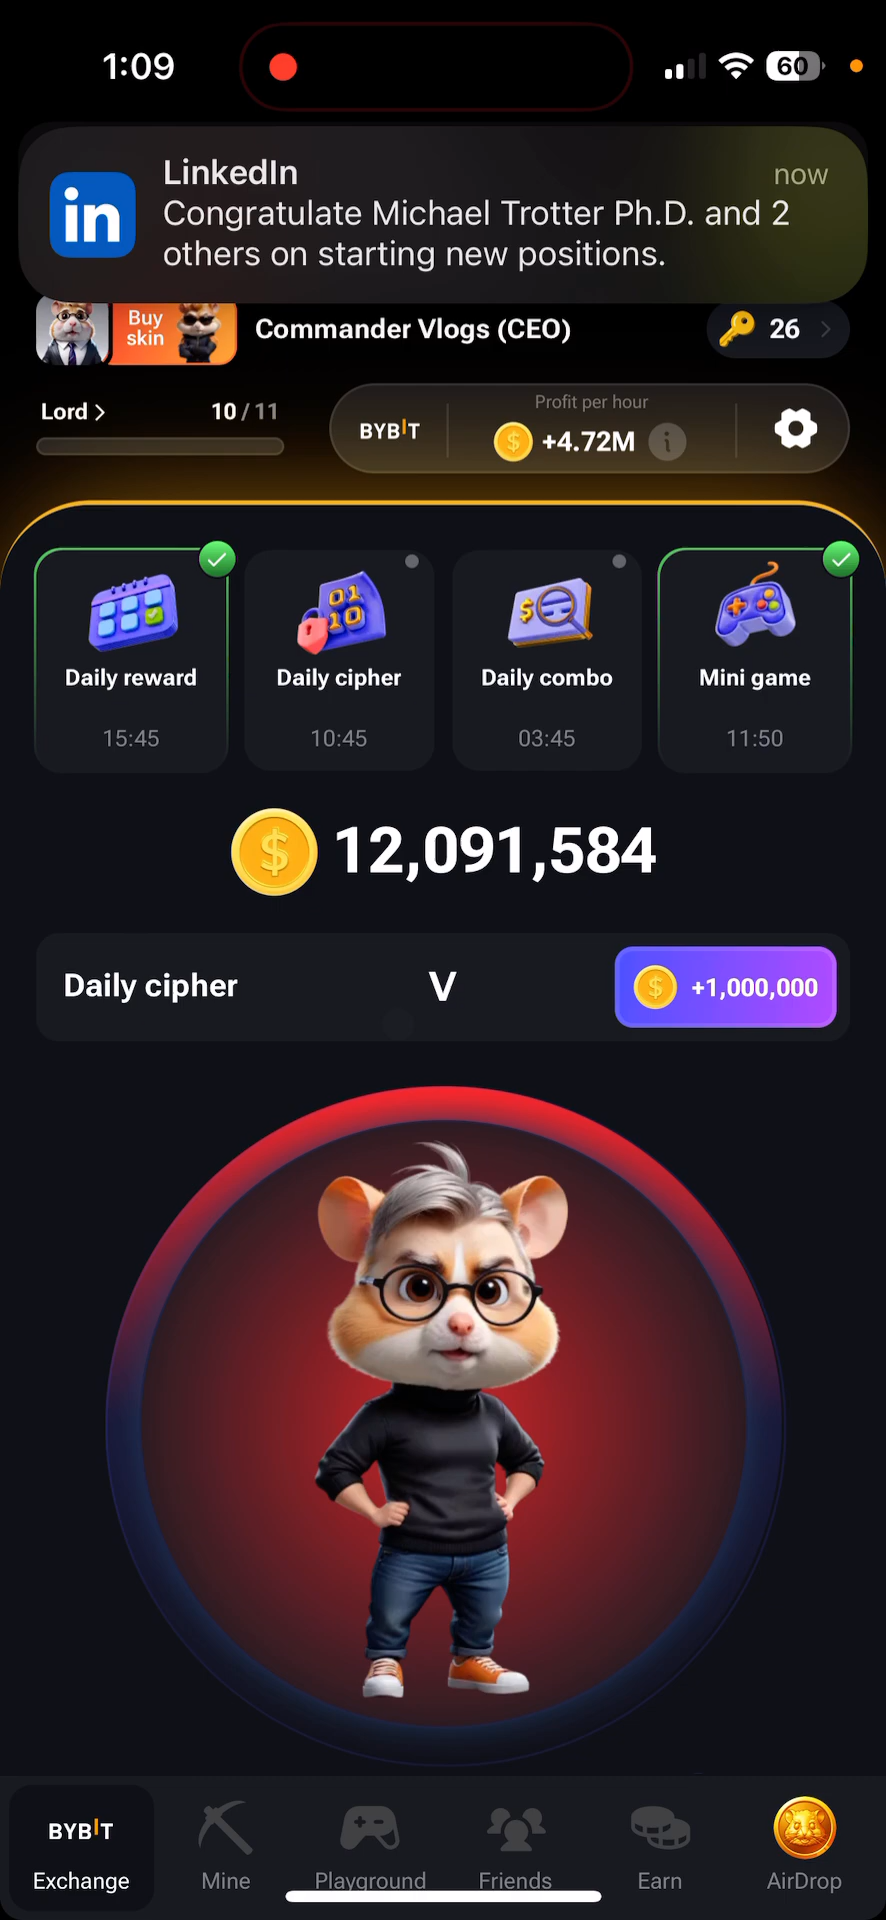 1:09
60
LinkedIn
now
Congratulate Michael Trotter Ph.D. and 2
others on starting new positions.
Buy
skin
Commander Vlogs (CEO)
26
Lord >
10 / 11
BYBIT
Profit per hour
+4.72M
Daily reward
15:45
Daily cipher
10:45
Daily combo
03:45
Mini game
11:50
12,091,584
Daily cipher
V
+1,000,000
BYBIT
Exchange
Mine
Playground
Friends
Earn
AirDrop